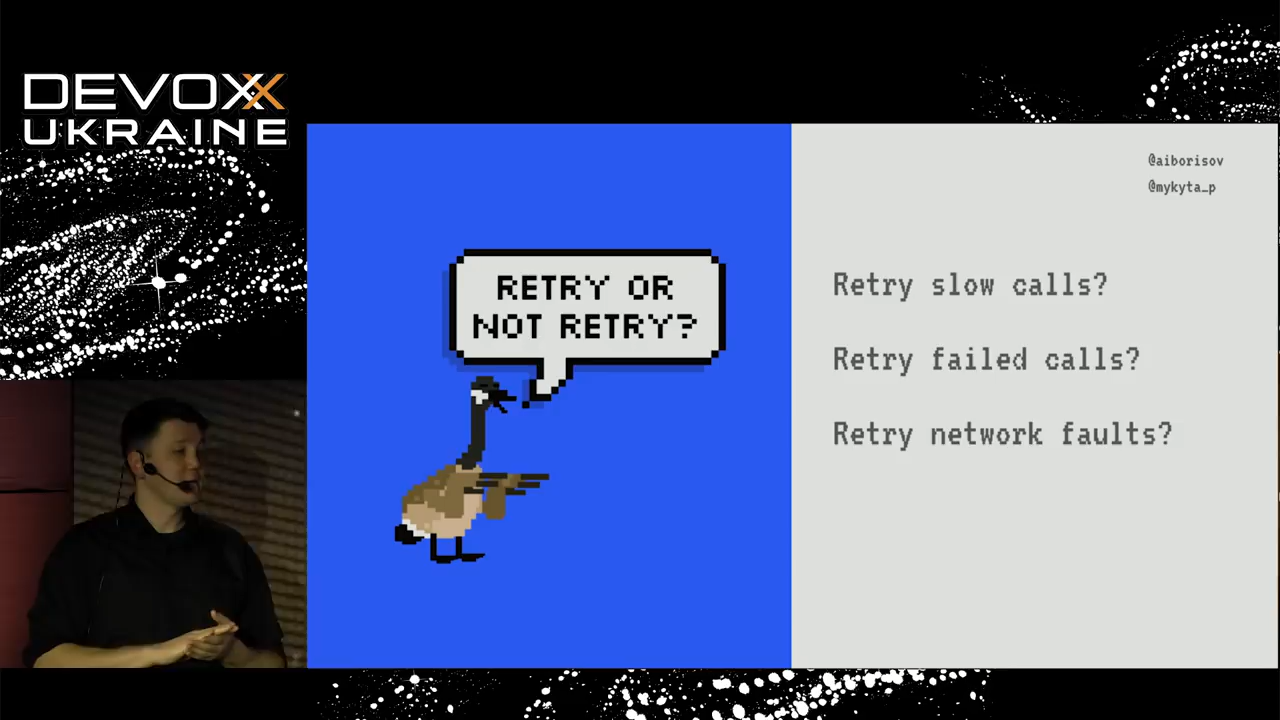 DEVOXX
UKRAINE
@aiborisov
@mykyta_p
RETRY OR
NOT RETRY?
Retry slow calls?
Retry failed calls?
Retry network faults?